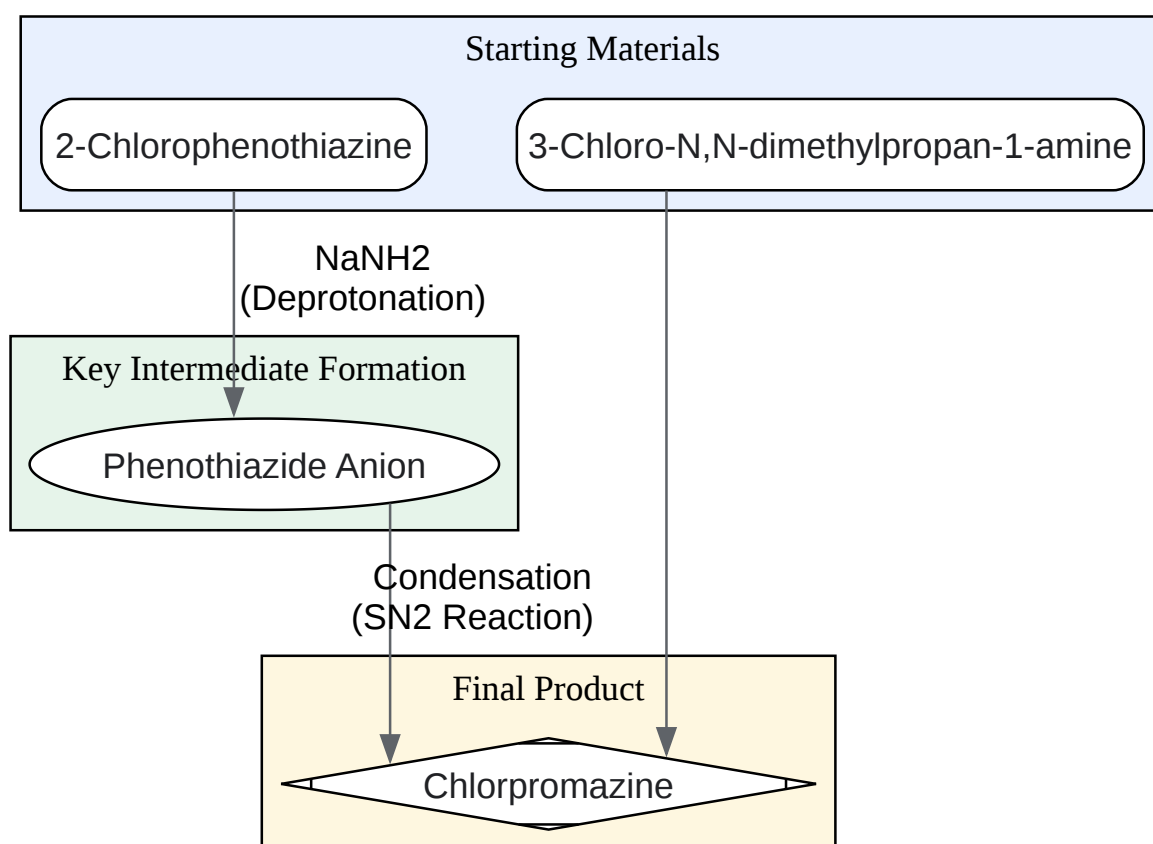 Starting Materials
2-Chlorophenothiazine
3-Chloro-N,N-dimethylpropan-1-amine
NaNH2
(Deprotonation)
Key Intermediate Formation
Phenothiazide Anion
Condensation
(SN2 Reaction)
Final Product
Chlorpromazine